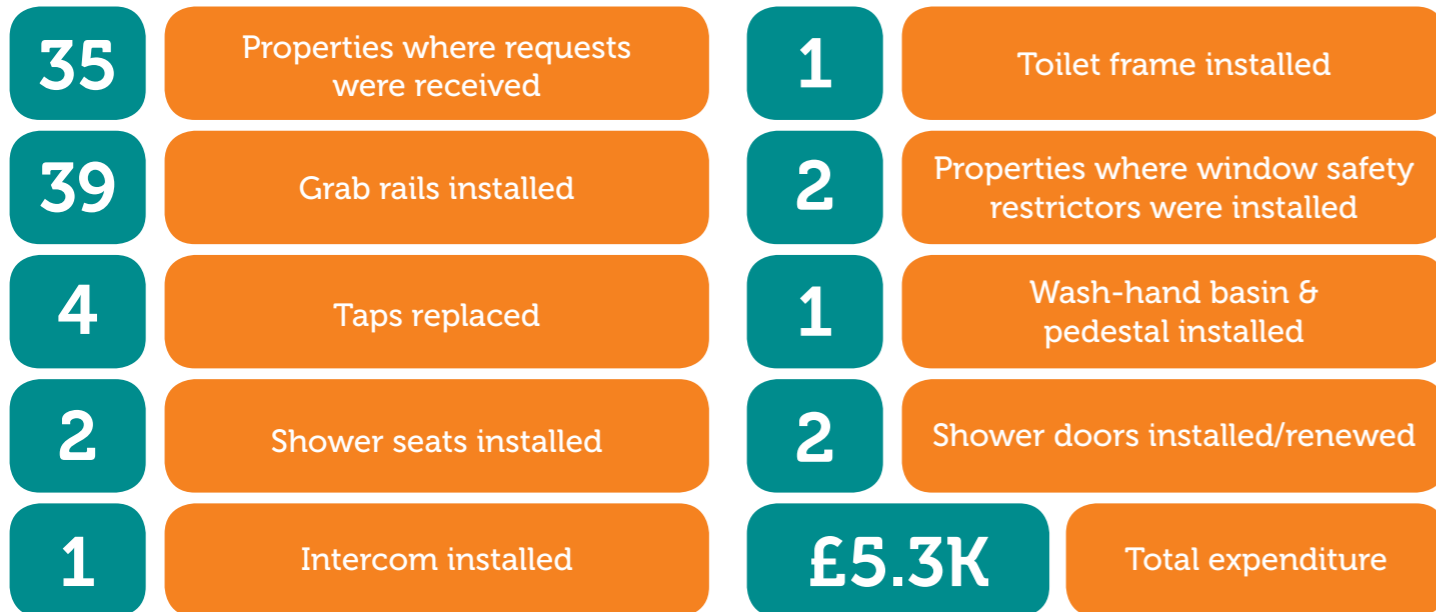 35
Properties where requests
were received
39
Grab rails installed
4
Taps replaced
2
Shower seats installed
1
Intercom installed
1
Toilet frame installed
2
Properties where window safety
restrictors were installed
1
Wash-hand basin &
pedestal installed
2
Shower doors installed/renewed
£5.3K
Total expenditure